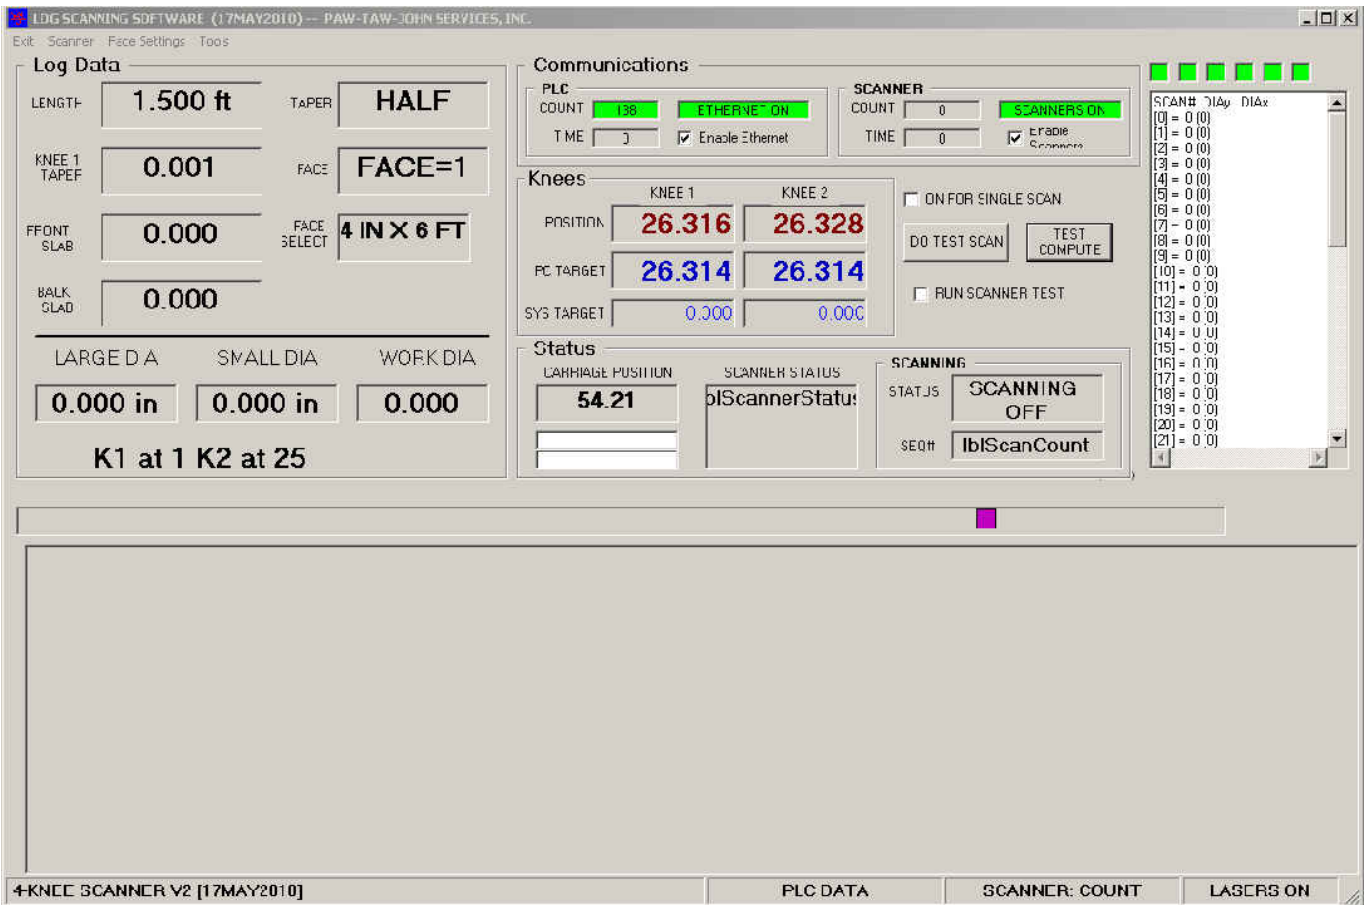 LOG SCANNING SOFTWARE (17MAY2010) -- PAW-TAW-JOHN SERVICES, INC.
Exit Scanner Face Settings Tools
Log Data
LENGTH 1.500 ft TAPER HALF
KNEE 1 TAPER 0.001 FACE FACE=1
FRONT SLAB 0.000 FACE SELECT 4 IN X 6 FT
BACK SLAB 0.000
LARGE DIA SMALL DIA WORK DIA
0.000 in 0.000 in 0.000
K1 at 1 K2 at 25
Communications
PLC
COUNT 138 ETHERNET ON
TIME 0 Enable Ethernet
SCANNER
COUNT 0 SCANNERS ON
TIME 0 Enable Scanners
Knees
KNEE 1 KNEE 2
POSITION 26.316 26.328
PC TARGET 26.314 26.314
SYS TARGET 0.000 0.000
ON FOR SINGLE SCAN
DO TEST SCAN TEST COMPUTE
RUN SCANNER TEST
Status
CARRIAGE POSITION SCANNER STATUS
54.21 blScannerStatus
SCANNING
STATUS SCANNING OFF
SEQ# lblScanCount
SCAN# DIAy DIAx
[0] = 0 (0)
[1] = 0 (0)
[2] = 0 (0)
[3] = 0 (0)
[4] = 0 (0)
[5] = 0 (0)
[6] = 0 (0)
[7] = 0 (0)
[8] = 0 (0)
[9] = 0 (0)
[10] = 0 (0)
[11] = 0 (0)
[12] = 0 (0)
[13] = 0 (0)
[14] = 0 (0)
[15] = 0 (0)
[16] = 0 (0)
[17] = 0 (0)
[18] = 0 (0)
[19] = 0 (0)
[20] = 0 (0)
[21] = 0 (0)
4-KNEE SCANNER V2 [17MAY2010] PLC DATA SCANNER: COUNT LASERS ON